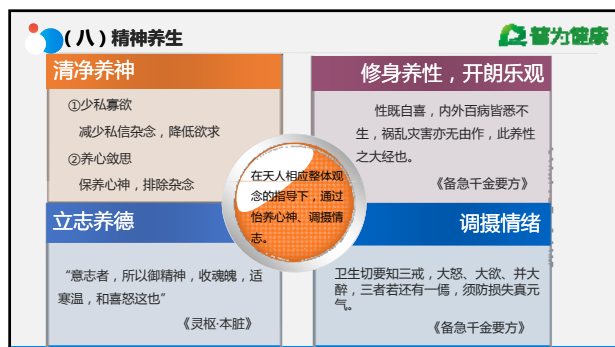 （八）精神养生
普为健康
清净养神
①少私寡欲
减少私信杂念，降低欲求
②养心敛思
保养心神，排除杂念
修身养性，开朗乐观
性既自喜，内外百病皆悉不
生，祸乱灾害亦无由作，此养性
之大经也。
《备急千金要方》
在天人相应整体观
念的指导下，通过
怡养心神、调摄情
志。
立志养德
“意志者，所以御精神，收魂魄，适
寒温，和喜怒这也”
《灵枢·本脏》
调摄情绪
卫生切要知三戒，大怒、大欲、并大
醉，三者若还有一焉，须防损失真元
气。
《备急千金要方》